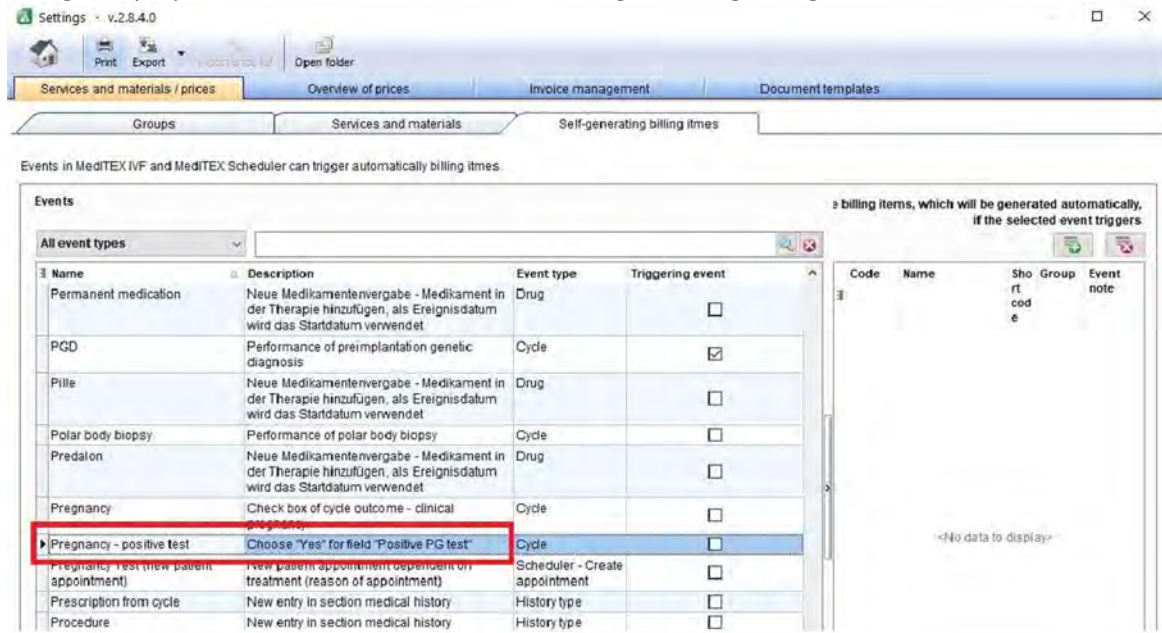 Settings - v.2.8.4.0
Print Export Open folder
Services and materials / prices Overview of prices Invoice management Document templates
Groups Services and materials Self-generating billing itmes
Events in MediTEX IVF and MediTEX Scheduler can trigger automatically billing itmes.
Events
e billing items, which will be generated automatically,
if the selected event triggers
All event types
Name Description Event type Triggering event
Code Name Sho Group Event
rt note
cod
e
Permanent medication Neue Medikamentenvergabe - Medikament in Drug
der Therapie hinzufügen, als Ereignisdatum
wird das Startdatum verwendet
PGD Performance of preimplantation genetic Cycle
diagnosis
Pille Neue Medikamentenvergabe - Medikament in Drug
der Therapie hinzufügen, als Ereignisdatum
wird das Startdatum verwendet
Polar body biopsy Performance of polar body biopsy Cycle
Predalon Neue Medikamentenvergabe - Medikament in Drug
der Therapie hinzufügen, als Ereignisdatum
wird das Startdatum verwendet
Pregnancy Check box of cycle outcome - clinical Cycle
Pregnancy - positive test Choose "Yes" for field "Positive PG test" Cycle
<No data to display>
Pregnancy Test (new patient New patient appointment dependent on Scheduler - Create
appointment) treatment (reason of appointment) appointment
Prescription from cycle New entry in section medical history History type
Procedure New entry in section medical history History type